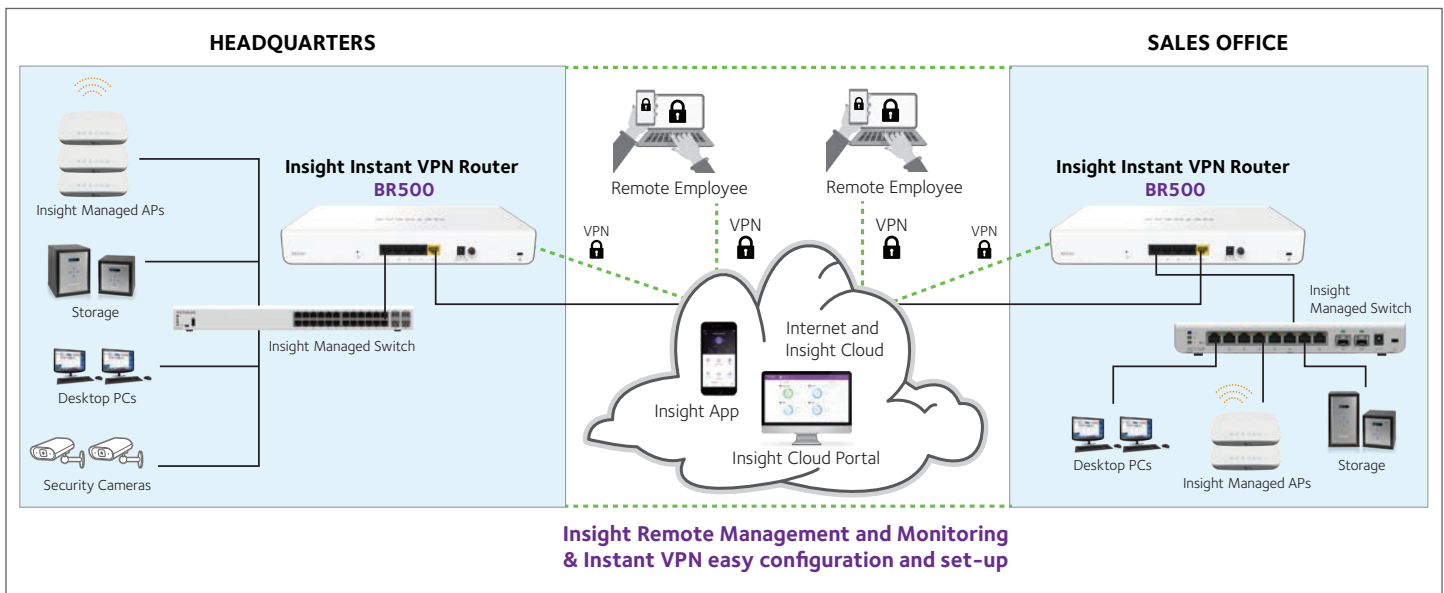 HEADQUARTERS
SALES OFFICE
Insight Managed APs
Storage
Desktop PCs
Security Cameras
Insight Instant VPN Router
BR500
Insight Managed Switch
VPN
Remote Employee
VPN
Remote Employee
VPN
VPN
Internet and
Insight Cloud
Insight App
Insight Cloud Portal
Insight Instant VPN Router
BR500
Insight
Managed Switch
Desktop PCs
Insight Managed APs
Storage
Insight Remote Management and Monitoring
& Instant VPN easy configuration and set-up